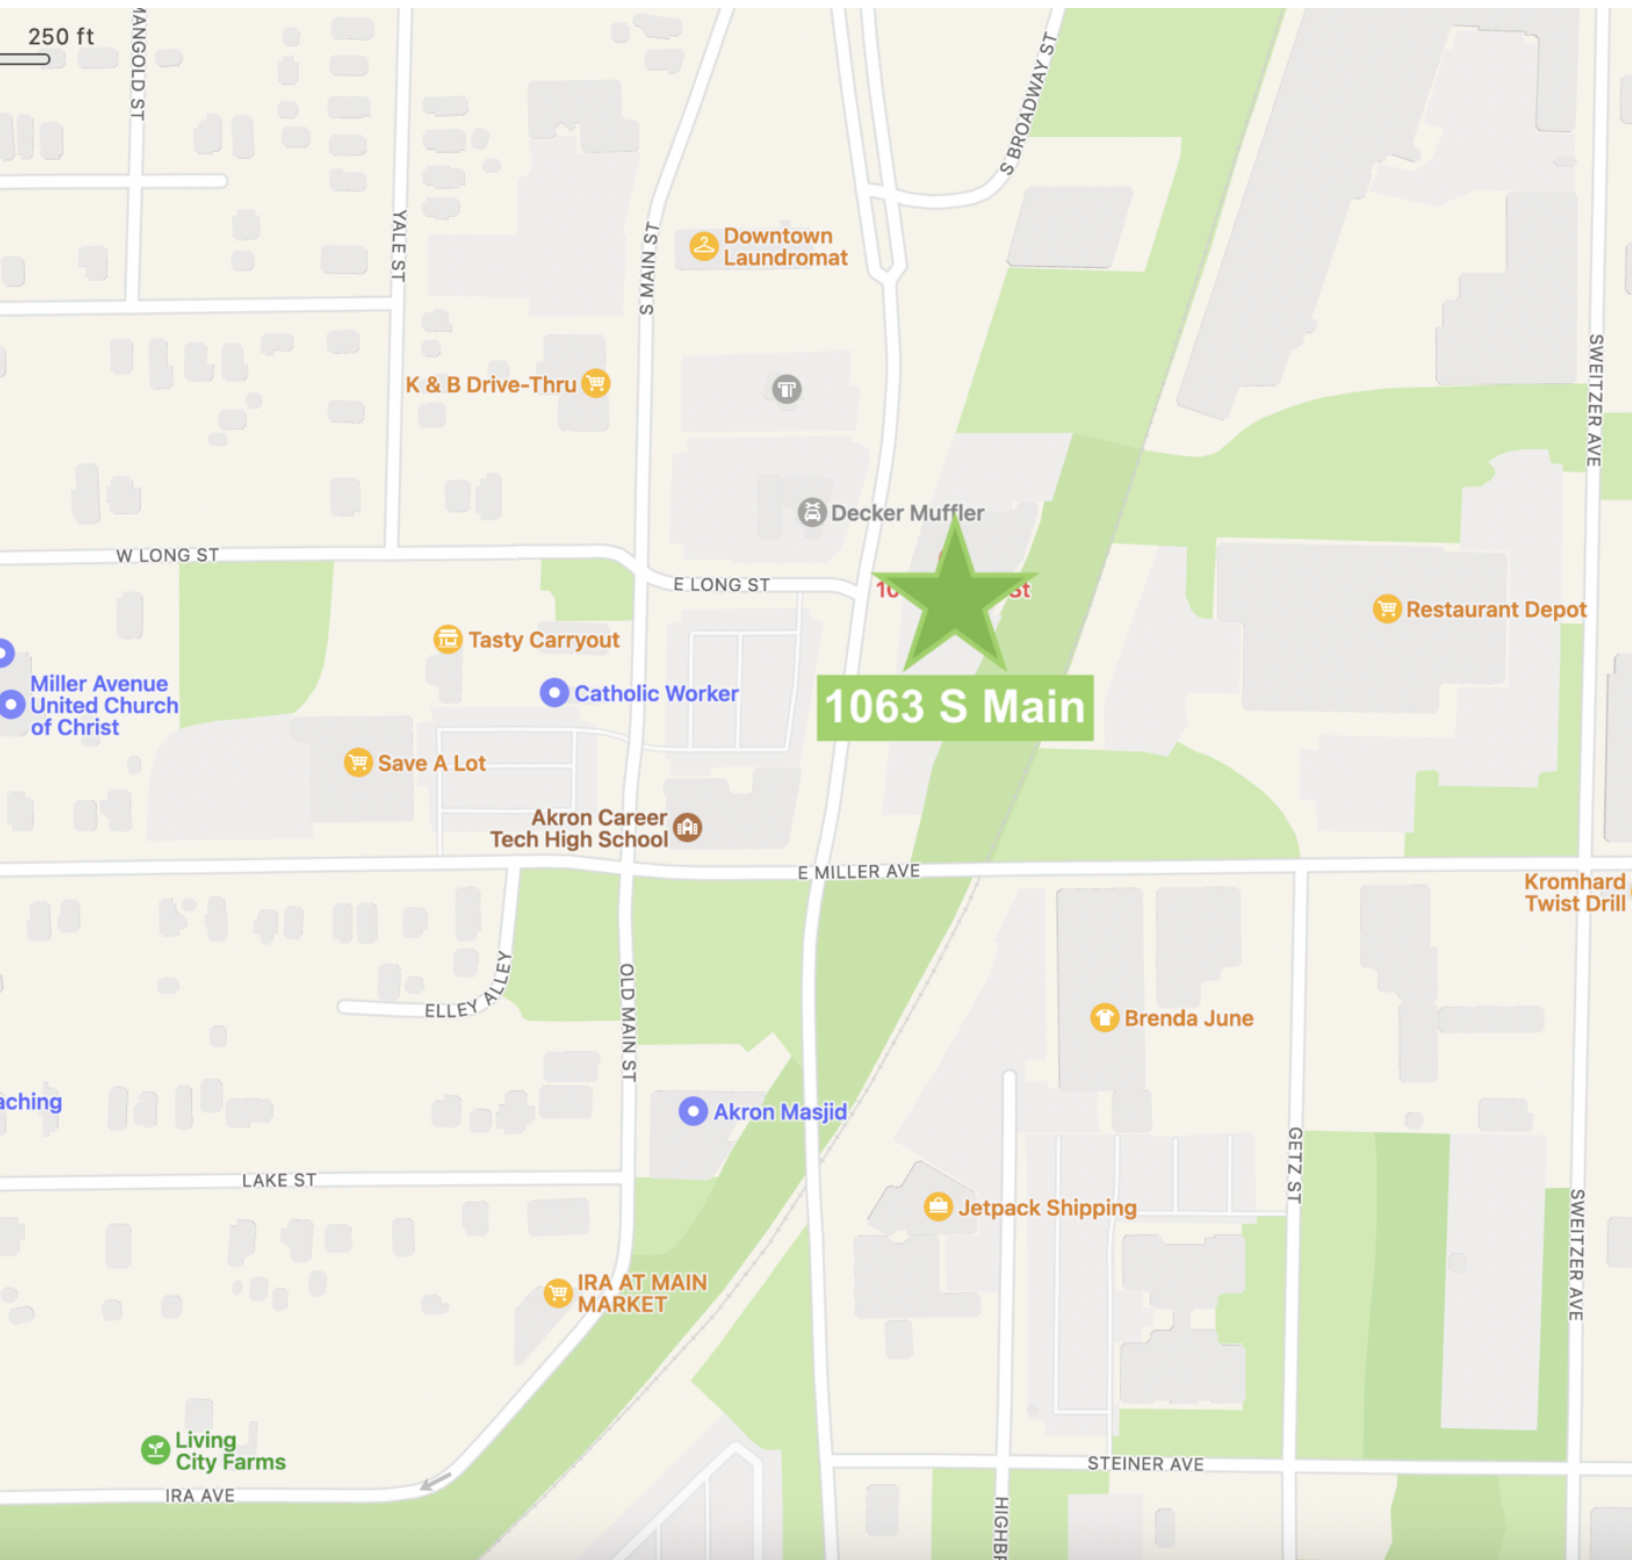 250 ft
MANGOLD ST
S BROADWAY ST
YALE ST
S MAIN ST
Downtown
Laundromat
SWEITZER AVE
K & B Drive-Thru
Decker Muffler
W LONG ST
E LONG ST
10
St
Restaurant Depot
Tasty Carryout
Miller Avenue
United Church
of Christ
Catholic Worker
1063 S Main
Save A Lot
Akron Career
Tech High School
E MILLER AVE
Kromhard
Twist Drill
ELLEY ALLEY
OLD MAIN ST
Brenda June
aching
Akron Masjid
GETZ ST
LAKE ST
Jetpack Shipping
SWEITZER AVE
IRA AT MAIN
MARKET
Living
City Farms
STEINER AVE
IRA AVE
HIGHB